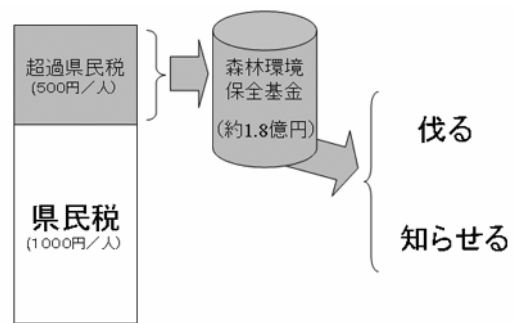 超過県民税
(500円／人)
県民税
(1000円／人)
森林環境
保全基金
(約1.8億円)
伐る
知らせる